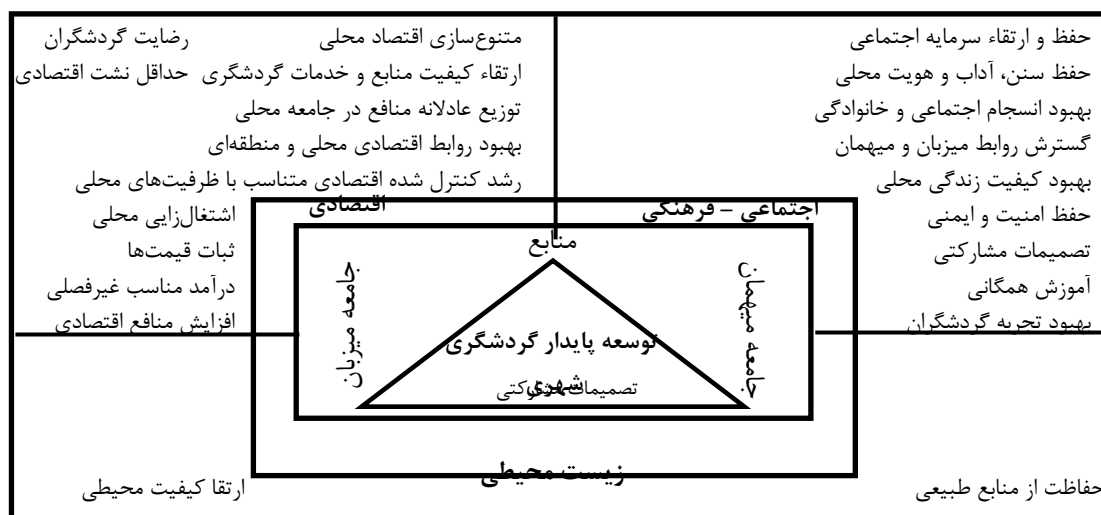 حفظ و ارتقاء سرمایه اجتماعی
حفظ سنن، آداب و هویت محلی
بهبود انسجام اجتماعی و خانوادگی
گسترش روابط میزبان و میهمان
بهبود کیفیت زندگی محلی
حفظ امنیت و ایمنی
تصمیمات مشارکتی
آموزش همگانی
بهبود تجربه گردشگران
متنوع‌سازی اقتصاد محلی رضایت گردشگران
ارتقاء کیفیت منابع و خدمات گردشگری حداقل نشت اقتصادی
توزیع عادلانه منافع در جامعه محلی
بهبود روابط اقتصادی محلی و منطقه‌ای
رشد کنترل شده اقتصادی متناسب با ظرفیت‌های محلی
اشتغال‌زایی محلی
ثبات قیمت‌ها
درآمد مناسب غیرفصلی
افزایش منافع اقتصادی
اجتماعی – فرهنگی
اقتصادی
منابع
جامعه میهمان
جامعه میزبان
توسعه پایدار گردشگری
شهری
تصمیمات مشارکتی
زیست محیطی
حفاظت از منابع طبیعی
ارتقا کیفیت محیطی